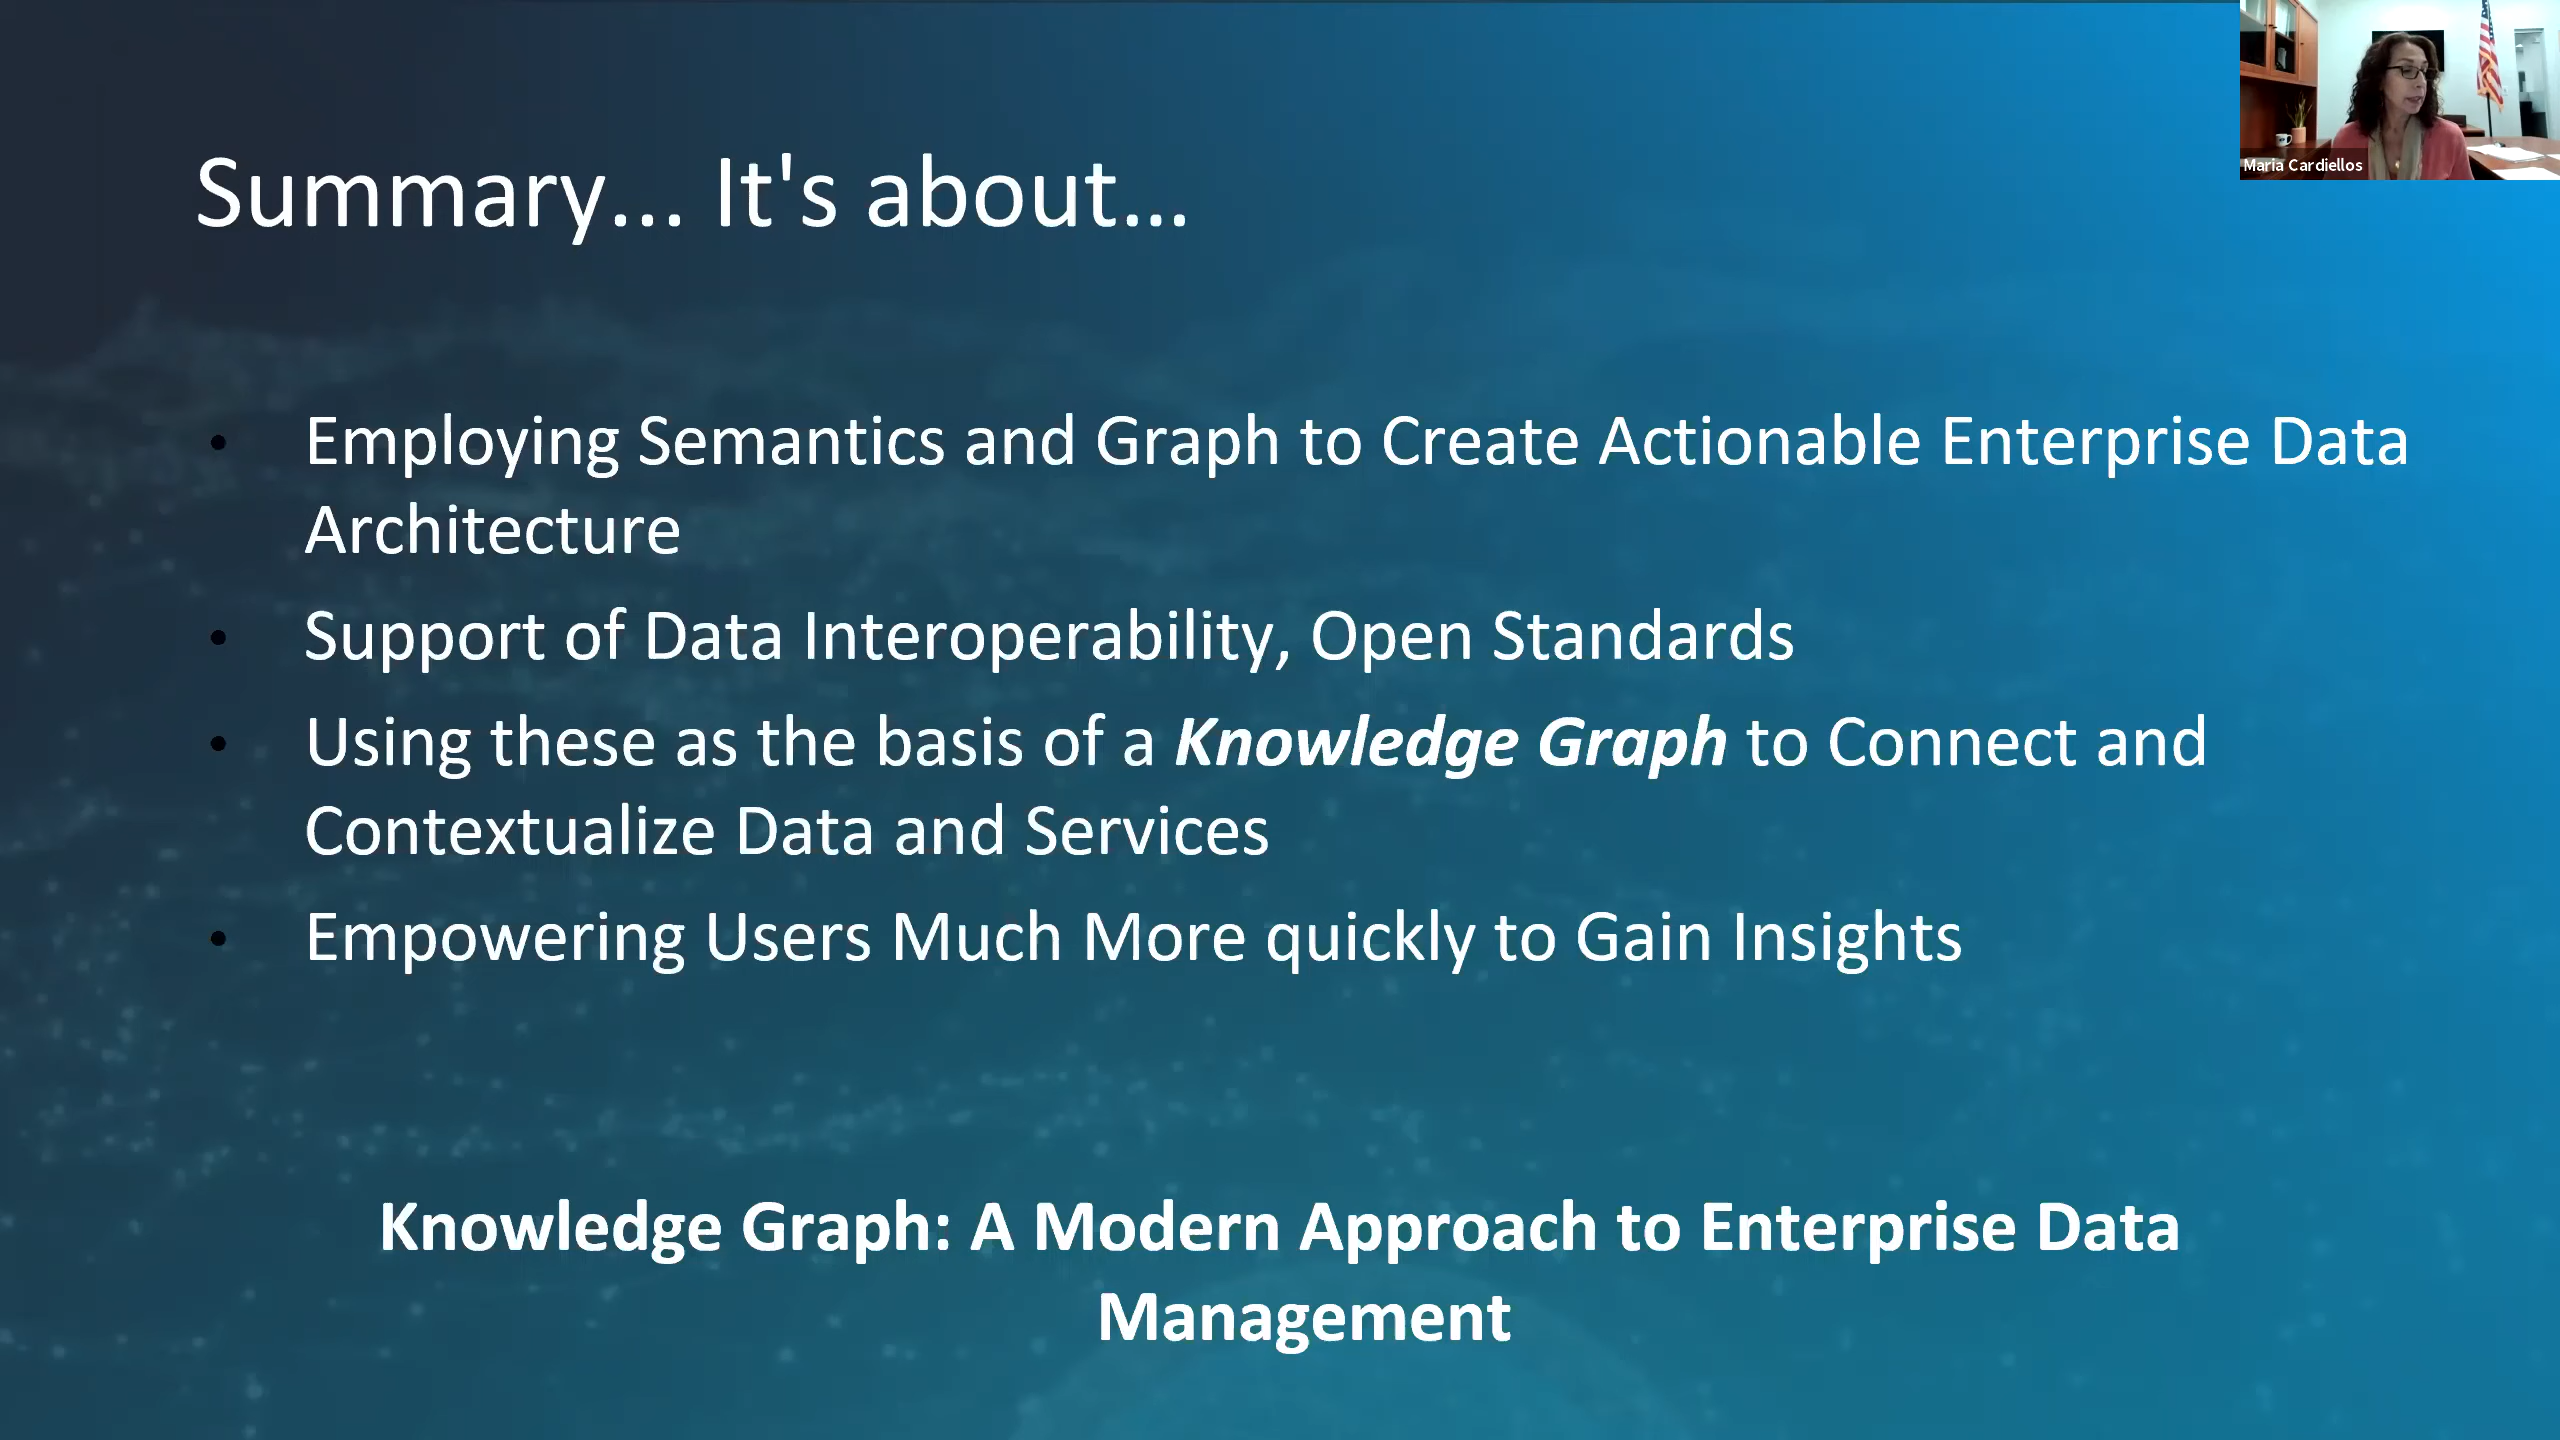 Maria Cardiellos
Summary... It's about...
• Employing Semantics and Graph to Create Actionable Enterprise Data
Architecture
• Support of Data Interoperability, Open Standards
• Using these as the basis of a Knowledge Graph to Connect and
Contextualize Data and Services
• Empowering Users Much More quickly to Gain Insights
Knowledge Graph: A Modern Approach to Enterprise Data
Management